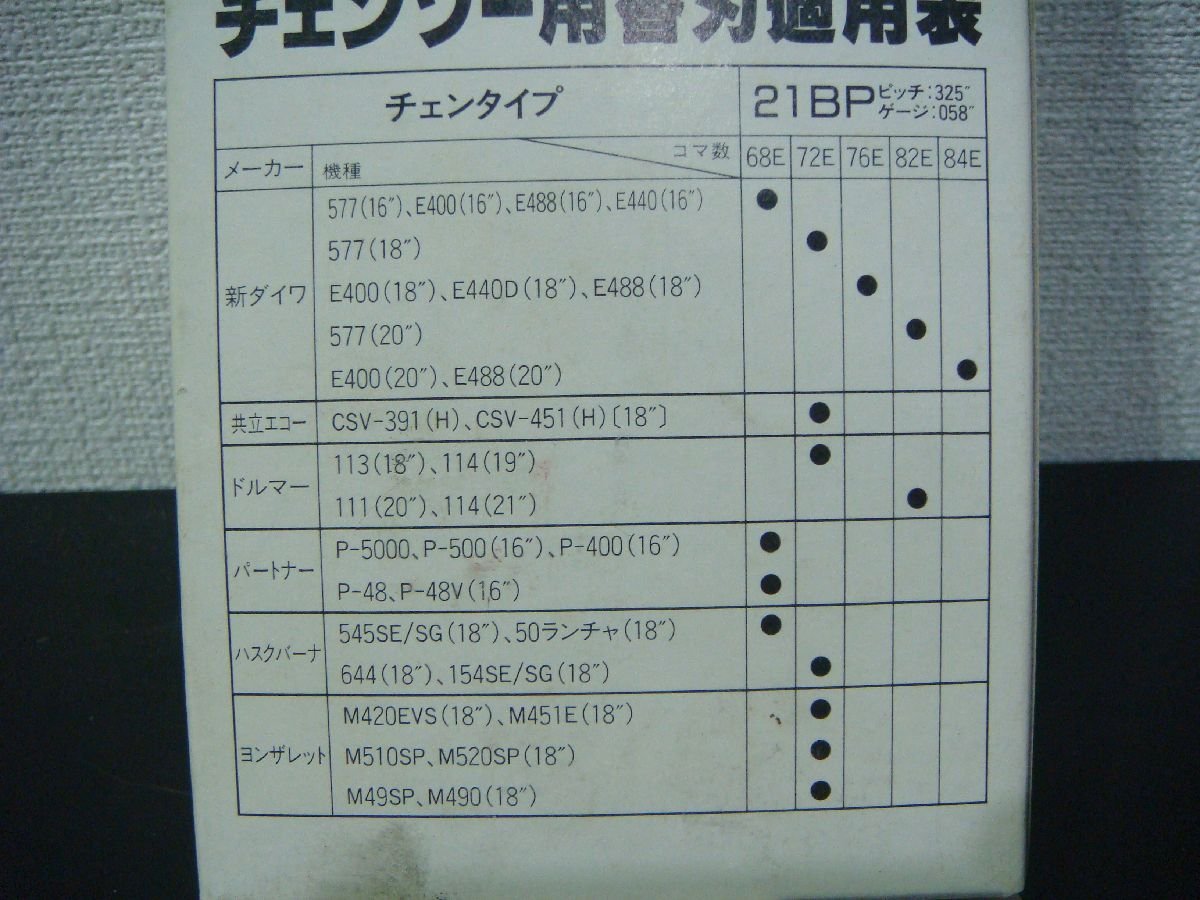 チェンソー用替刃適用表
チェンタイプ 21BP ピッチ:325″ ゲージ:058″
メーカー 機種 コマ数 68E 72E 76E 82E 84E
新ダイワ
577(16″)、E400(16″)、E488(16″)、E440(16″) ●
577(18″) ●
E400(18″)、E440D(18″)、E488(18″) ●
577(20″) ●
E400(20″)、E488(20″) ●
共立エコー CSV-391(H)、CSV-451(H)〔18″〕 ●
ドルマー
113(18″)、114(19″) ●
111(20″)、114(21″) ●
パートナー
P-5000、P-500(16″)、P-400(16″) ●
P-48、P-48V(16″) ●
ハスクバーナ
545SE/SG(18″)、50ランチャ(18″) ●
644(18″)、154SE/SG(18″) ●
ヨンザレット
M420EVS(18″)、M451E(18″) ●
M510SP、M520SP(18″) ●
M49SP、M490(18″) ●